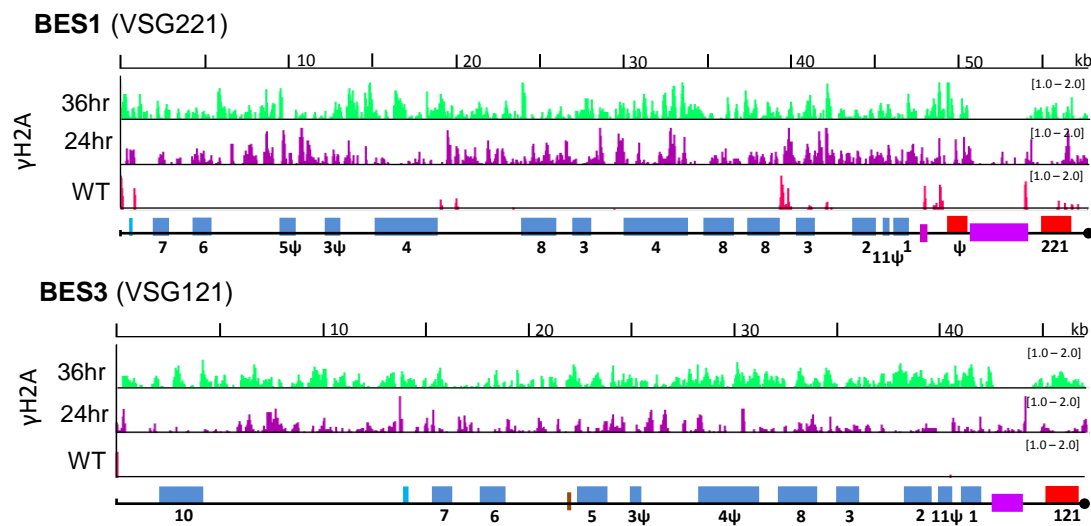 BES1 (VSG221)
10 20 30 40 50 kb
γH2A
36hr [1.0 – 2.0]
24hr [1.0 – 2.0]
WT [1.0 – 2.0]
7 6 5ψ 3ψ 4 8 3 4 8 8 3 2 11ψ 1 ψ 221
BES3 (VSG121)
10 20 30 40 kb
γH2A
36hr [1.0 – 2.0]
24hr [1.0 – 2.0]
WT [1.0 – 2.0]
10 7 6 5 3ψ 4ψ 8 3 2 11ψ 1 121